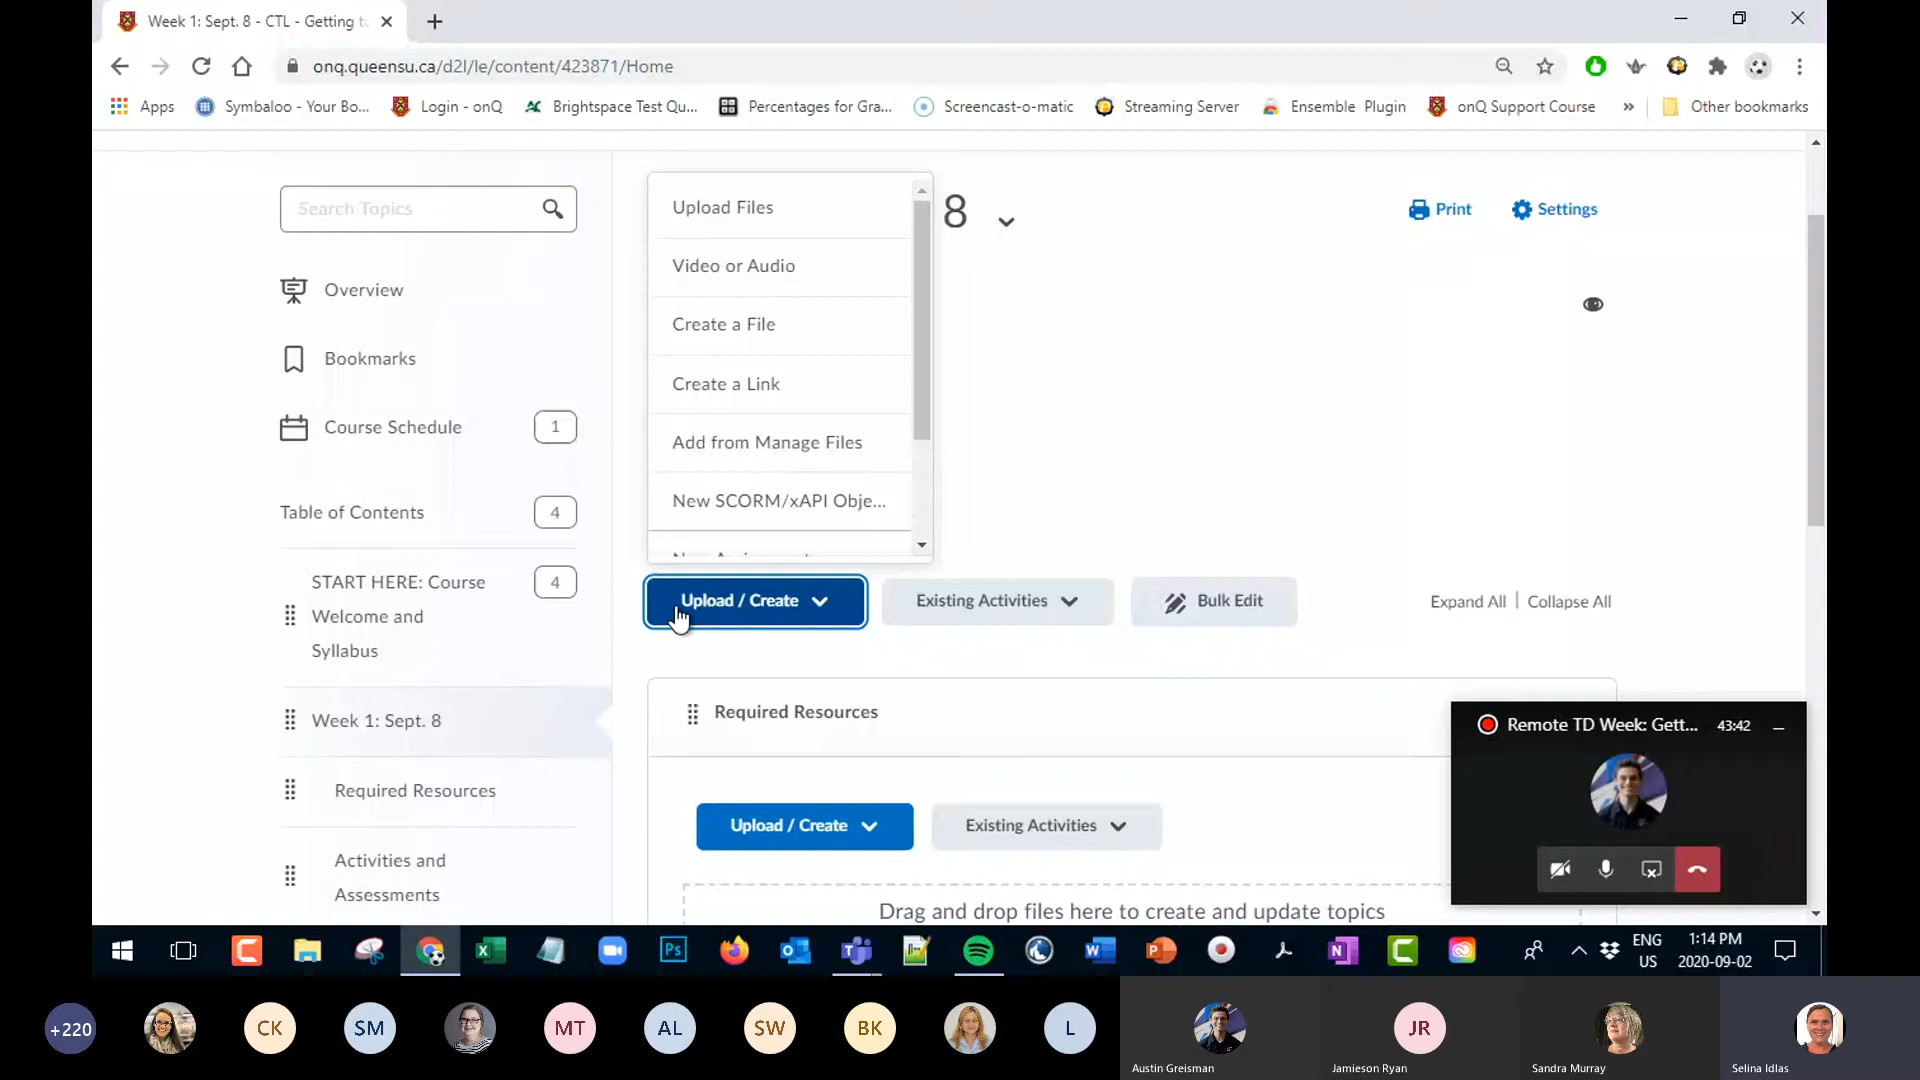 Week 1: Sept. 8 - CTL - Getting t
onq.queensu.ca/d2l/le/content/423871/Home
Apps
Symbaloo - Your Bo...
Login - onQ
Brightspace Test Qu...
Percentages for Gra...
Screencast-o-matic
Streaming Server
Ensemble Plugin
onQ Support Course
»
Other bookmarks
Search Topics
Overview
Bookmarks
Course Schedule
1
Table of Contents
4
START HERE: Course
Welcome and
Syllabus
4
Week 1: Sept. 8
Required Resources
Activities and
Assessments
Upload Files
Video or Audio
Create a File
Create a Link
Add from Manage Files
New SCORM/xAPI Obje...
8
Print
Settings
Upload / Create
Existing Activities
Bulk Edit
Expand All | Collapse All
Required Resources
Upload / Create
Existing Activities
Drag and drop files here to create and update topics
Remote TD Week: Gett...
43:42
ENG
US
1:14 PM
2020-09-02
+220
CK
SM
MT
AL
SW
BK
L
JR
Austin Greisman
Jamieson Ryan
Sandra Murray
Selina Idlas